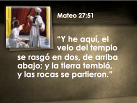 Mateo 27:51
“Y he aquí, el
velo del templo
se rasgó en dos, de arriba
abajo; y la tierra tembló,
y las rocas se partieron.”